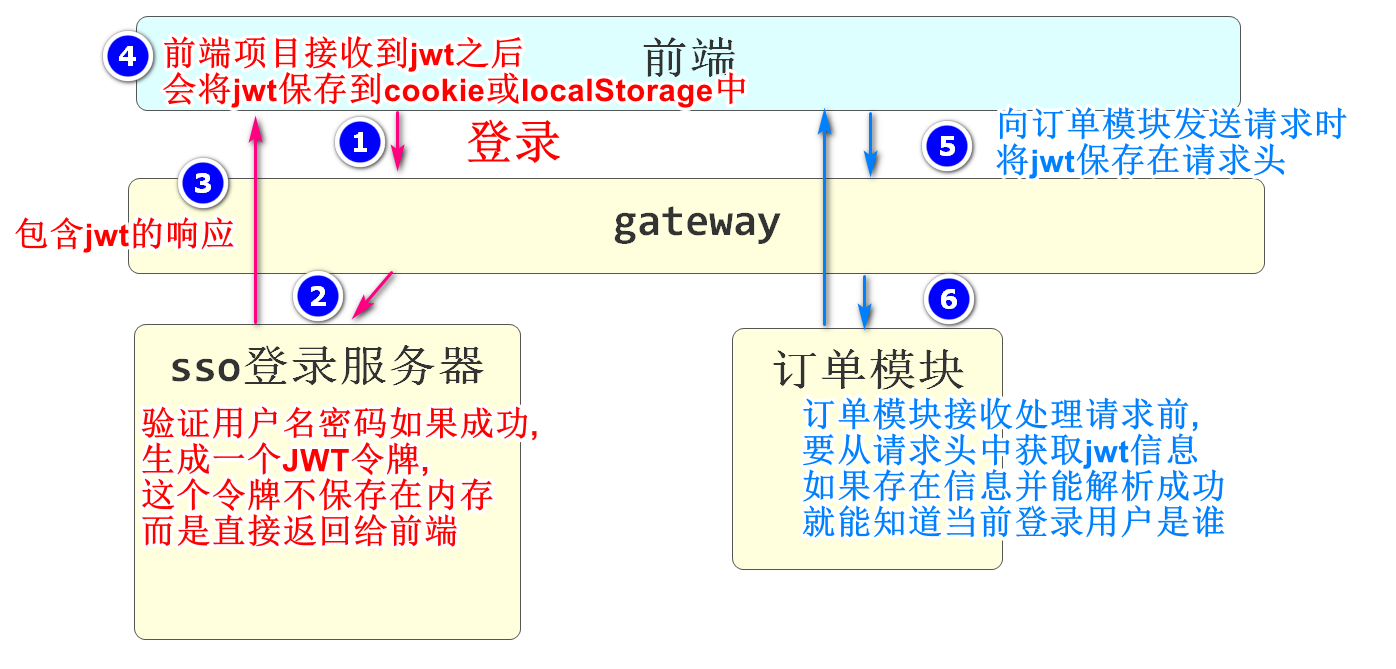 4
前端项目接收到jwt之后
会将jwt保存到cookie或localStorage中
前端
1
登录
5
向订单模块发送请求时
将jwt保存在请求头
3
包含jwt的响应
gateway
2
6
sso登录服务器
验证用户名密码如果成功,
生成一个JWT令牌,
这个令牌不保存在内存
而是直接返回给前端
订单模块
订单模块接收处理请求前,
要从请求头中获取jwt信息
如果存在信息并能解析成功
就能知道当前登录用户是谁